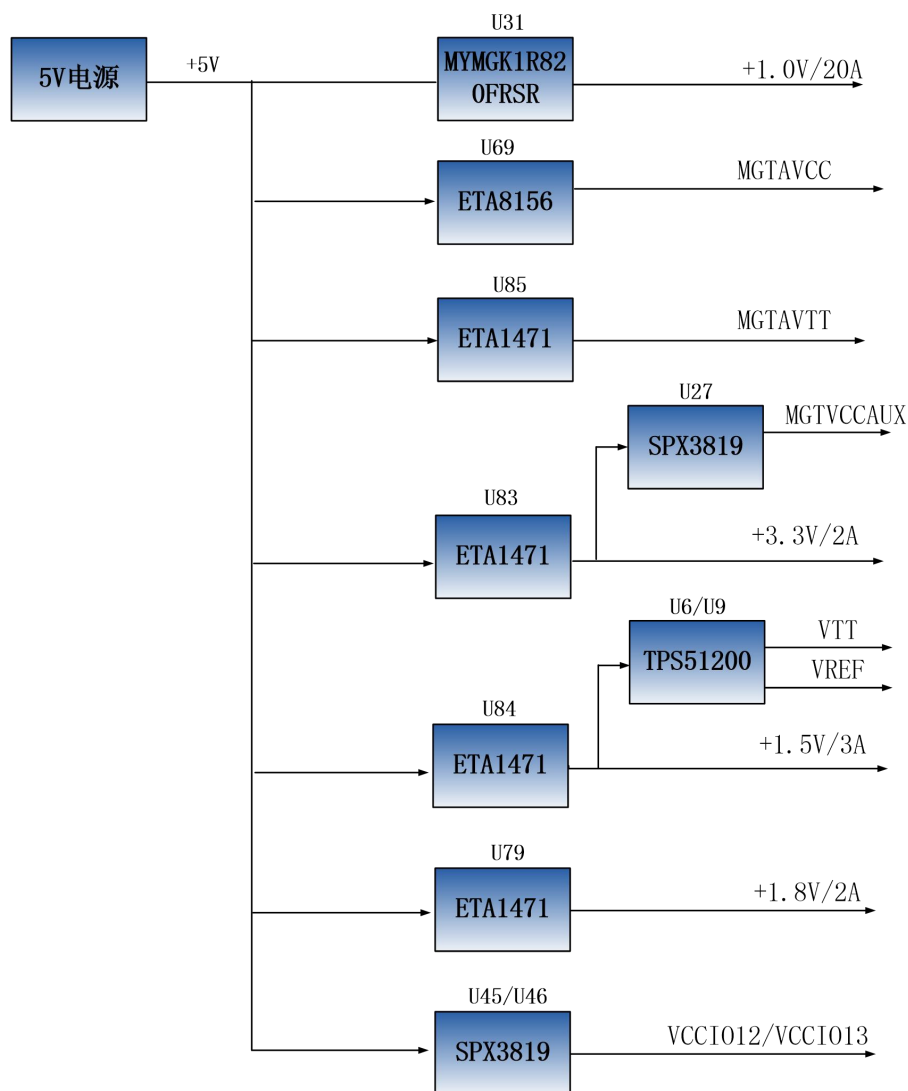 5V电源
+5V
U31
MYMGK1R82
0FRSR
+1.0V/20A
U69
ETA8156
MGTAVCC
U85
ETA1471
MGTAVTT
U27
SPX3819
MGTVCCAUX
U83
ETA1471
+3.3V/2A
U6/U9
TPS51200
VTT
VREF
U84
ETA1471
+1.5V/3A
U79
ETA1471
+1.8V/2A
U45/U46
SPX3819
VCCIO12/VCCIO13